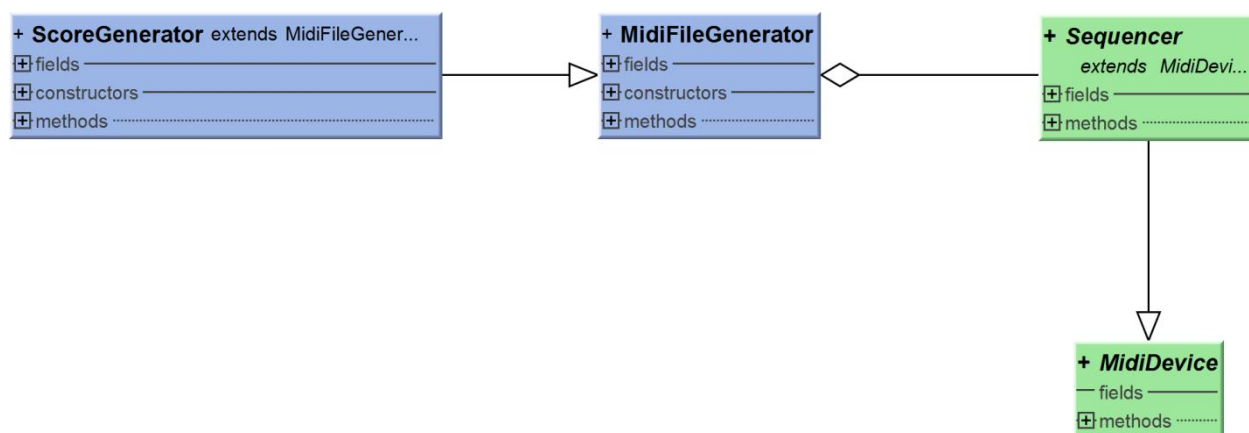 + ScoreGenerator extends MidiFileGener...
fields
constructors
methods
+ MidiFileGenerator
fields
constructors
methods
+ Sequencer
extends MidiDevi...
fields
methods
+ MidiDevice
fields
methods